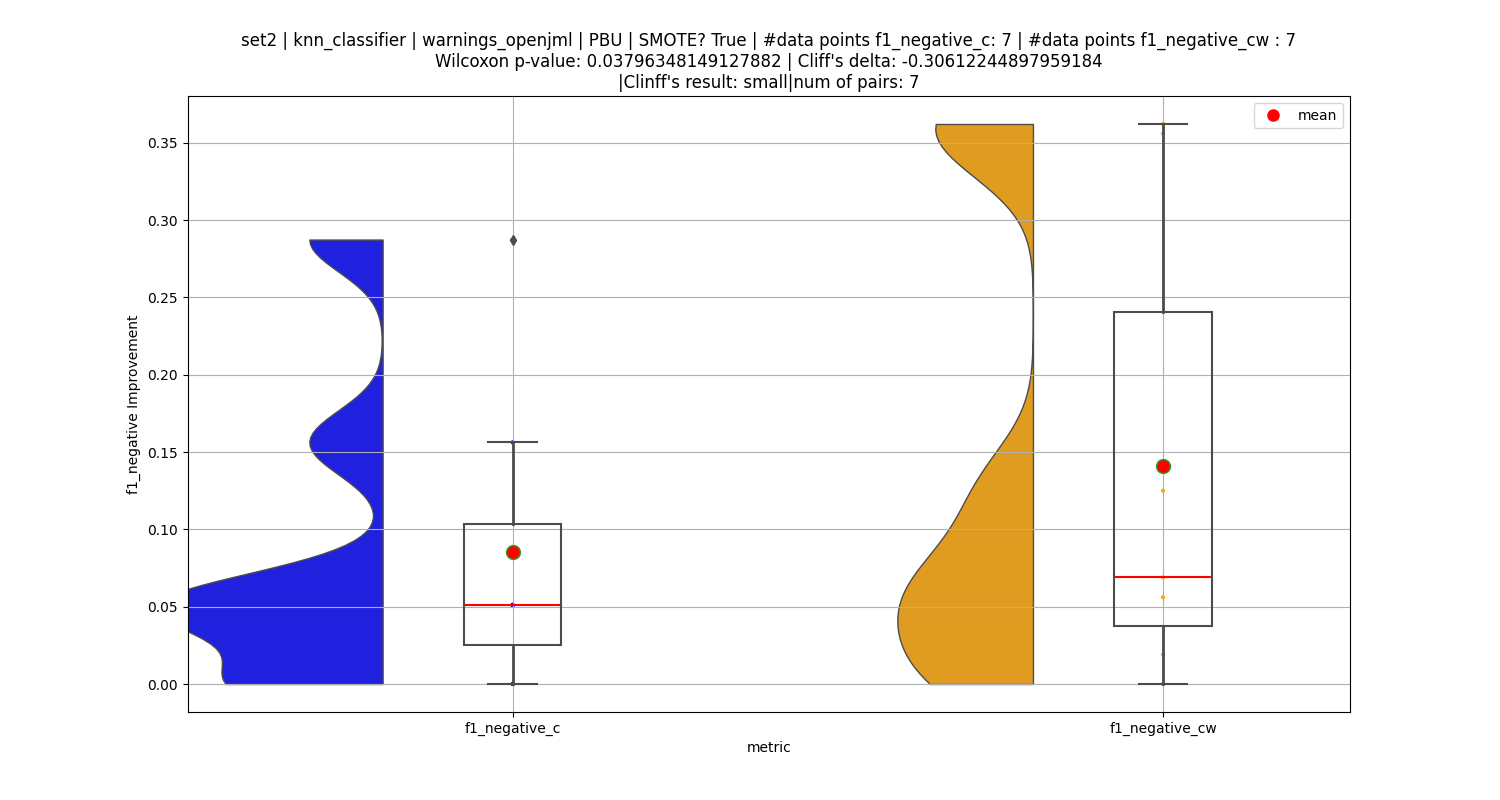 set2 | knn_classifier | warnings_openjml | PBU | SMOTE? True | #data points f1_negative_c: 7 | #data points f1_negative_cw : 7
Wilcoxon p-value: 0.03796348149127882 | Cliff's delta: -0.30612244897959184
|Clinff's result: small|num of pairs: 7
mean
0.35
0.30
0.25
0.20
0.15
0.10
0.05
0.00
f1_negative Improvement
f1_negative_c
f1_negative_cw
metric